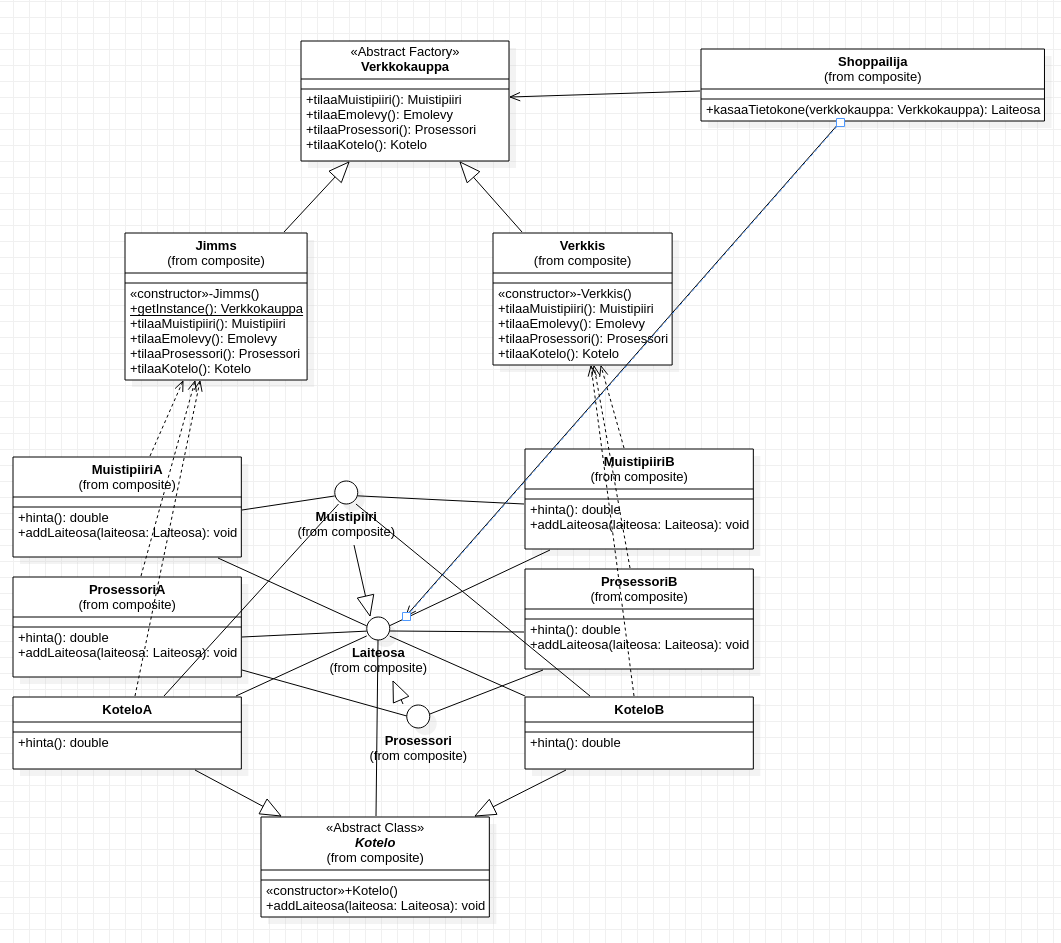 «Abstract Factory»
Verkkokauppa
+tilaaMuistipiiri(): Muistipiiri
+tilaaEmolevy(): Emolevy
+tilaaProsessori(): Prosessori
+tilaaKotelo(): Kotelo
Shoppailija
(from composite)
+kasaaTietokone(verkkokauppa: Verkkokauppa): Laiteosa
Jimms
(from composite)
«constructor»-Jimms()
+getInstance(): Verkkokauppa
+tilaaMuistipiiri(): Muistipiiri
+tilaaEmolevy(): Emolevy
+tilaaProsessori(): Prosessori
+tilaaKotelo(): Kotelo
Verkkis
(from composite)
«constructor»-Verkkis()
+tilaaMuistipiiri(): Muistipiiri
+tilaaEmolevy(): Emolevy
+tilaaProsessori(): Prosessori
+tilaaKotelo(): Kotelo
MuistipiiriA
(from composite)
+hinta(): double
+addLaiteosa(laiteosa: Laiteosa): void
Muistipiiri
(from composite)
MuistipiiriB
(from composite)
+hinta(): double
+addLaiteosa(laiteosa: Laiteosa): void
ProsessoriA
(from composite)
+hinta(): double
+addLaiteosa(laiteosa: Laiteosa): void
Laiteosa
(from composite)
ProsessoriB
(from composite)
+hinta(): double
+addLaiteosa(laiteosa: Laiteosa): void
KoteloA
+hinta(): double
Prosessori
(from composite)
KoteloB
+hinta(): double
«Abstract Class»
Kotelo
(from composite)
«constructor»+Kotelo()
+addLaiteosa(laiteosa: Laiteosa): void